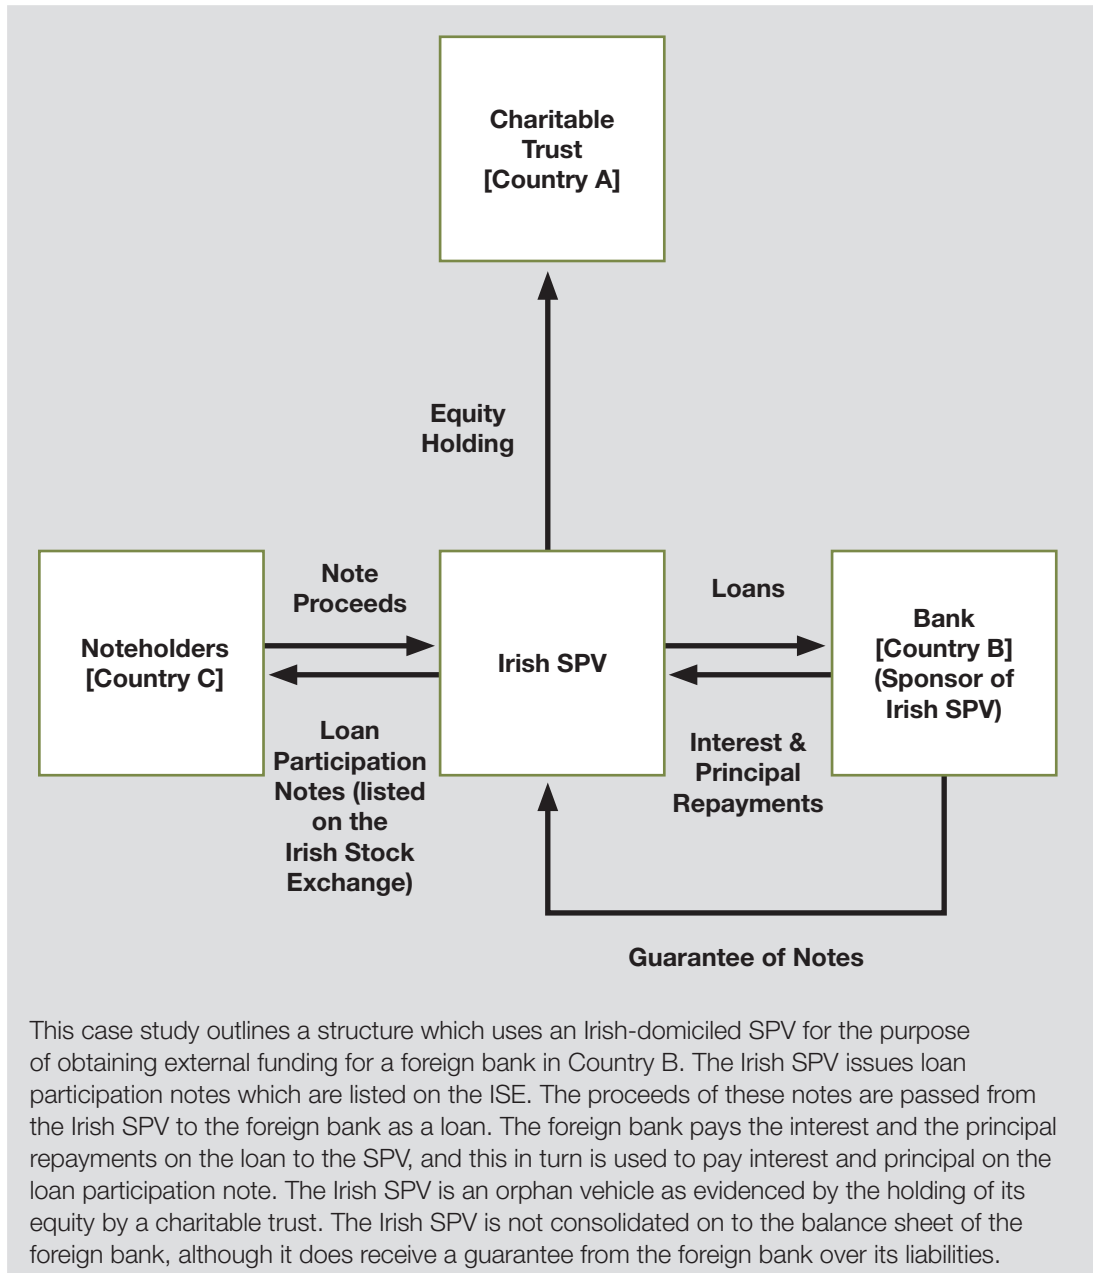 Charitable
Trust
[Country A]
Equity
Holding
Note
Proceeds
Loans
Noteholders
[Country C]
Irish SPV
Bank
[Country B]
(Sponsor of
Irish SPV)
Loan
Participation
Notes (listed
on the
Irish Stock
Exchange)
Interest &
Principal
Repayments
Guarantee of Notes
This case study outlines a structure which uses an Irish-domiciled SPV for the purpose
of obtaining external funding for a foreign bank in Country B. The Irish SPV issues loan
participation notes which are listed on the ISE. The proceeds of these notes are passed from
the Irish SPV to the foreign bank as a loan. The foreign bank pays the interest and the principal
repayments on the loan to the SPV, and this in turn is used to pay interest and principal on the
loan participation note. The Irish SPV is an orphan vehicle as evidenced by the holding of its
equity by a charitable trust. The Irish SPV is not consolidated on to the balance sheet of the
foreign bank, although it does receive a guarantee from the foreign bank over its liabilities.